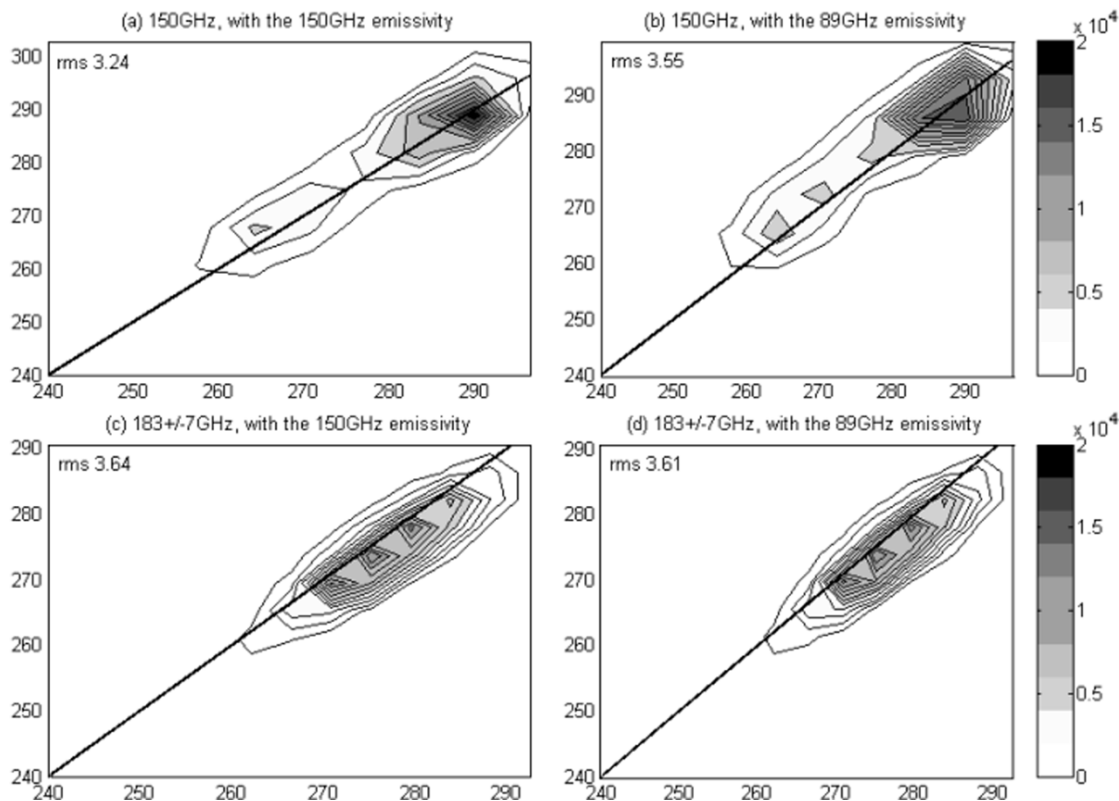 (a) 150GHz, with the 150GHz emissivity
(b) 150GHz, with the 89GHz emissivity
rms 3.24
300
290
280
270
260
250
240
240 250 260 270 280 290
rms 3.55
290
280
270
260
250
240
240 250 260 270 280 290
x 10^4
2
1.5
1
0.5
0
(c) 183+/-7GHz, with the 150GHz emissivity
(d) 183+/-7GHz, with the 89GHz emissivity
rms 3.64
290
280
270
260
250
240
240 250 260 270 280 290
rms 3.61
290
280
270
260
250
240
240 250 260 270 280 290
x 10^4
2
1.5
1
0.5
0